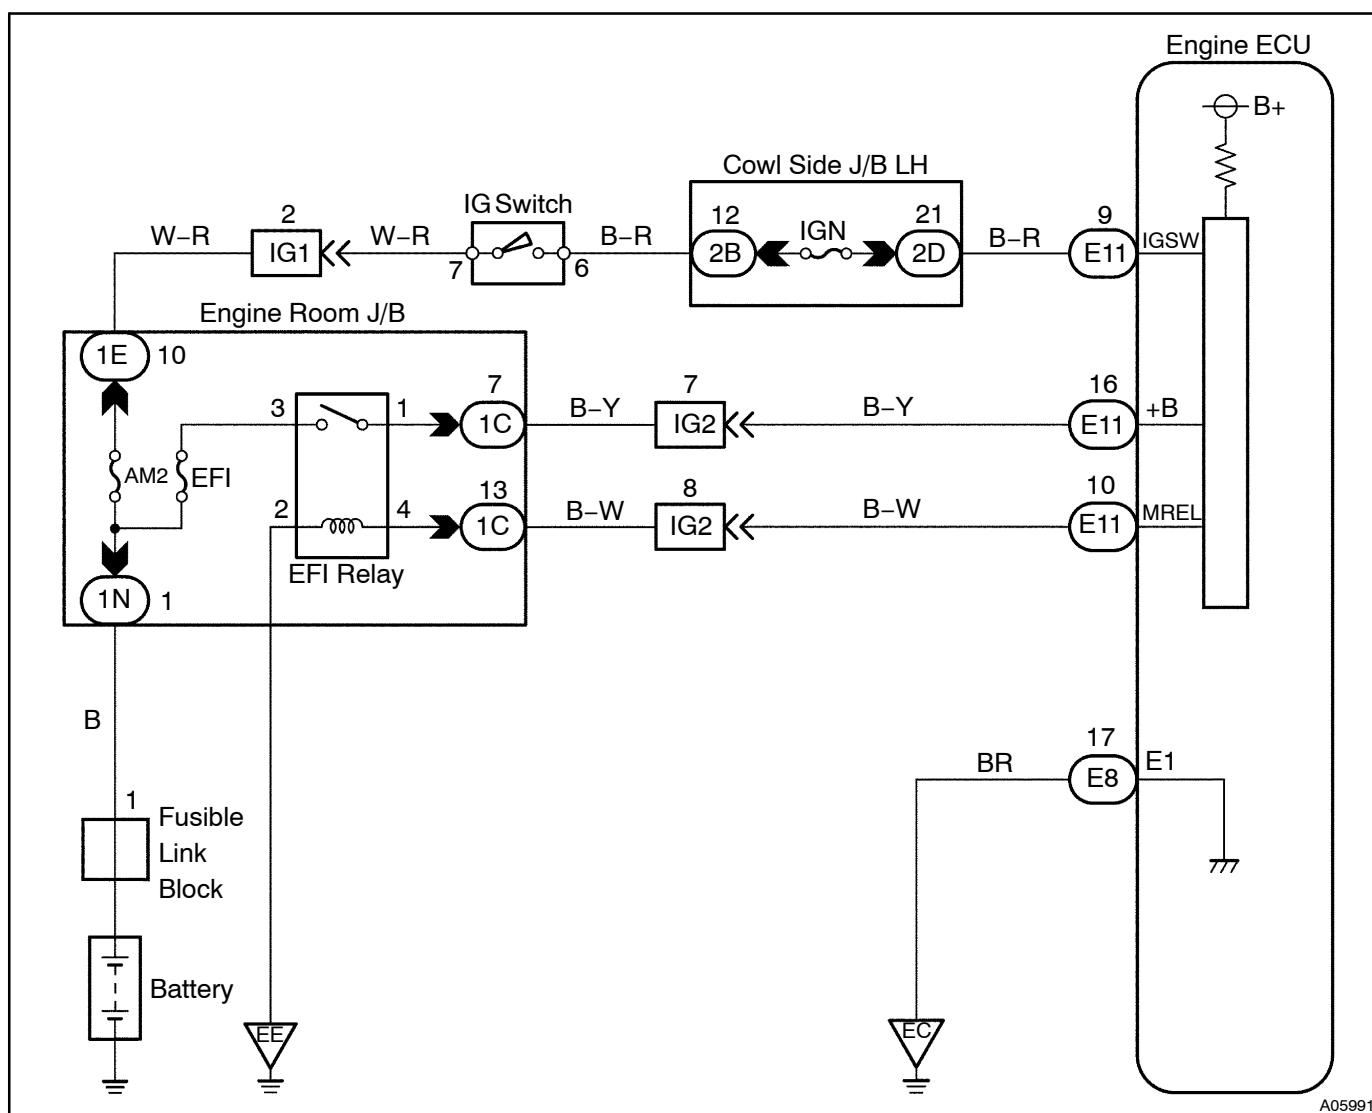 Engine ECU
B+
Cowl Side J/B LH
IG Switch
2
12
IGN
21
9
W–R
W–R
B–R
B–R
IG1
7
6
2B
2D
E11
IGSW
Engine Room J/B
1E
10
3
1
7
B–Y
7
B–Y
16
1C
IG2
E11
+B
AM2
EFI
2
4
13
B–W
8
B–W
10
1C
IG2
E11
MREL
EFI Relay
1N
1
B
17
BR
E8
E1
1
Fusible
Link
Block
Battery
EE
EC
A05991